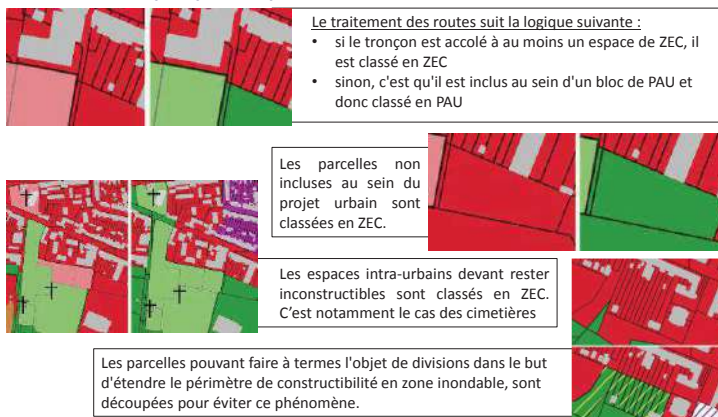 Le traitement des routes suit la logique suivante :
• si le tronçon est accolé à au moins un espace de ZEC, il
est classé en ZEC
• sinon, c'est qu'il est inclus au sein d'un bloc de PAU et
donc classé en PAU
Les parcelles non
incluses au sein du
projet urbain sont
classées en ZEC.
Les espaces intra-urbains devant rester
inconstructibles sont classés en ZEC.
C'est notamment le cas des cimetières
Les parcelles pouvant faire à termes l'objet de divisions dans le but
d'étendre le périmètre de constructibilité en zone inondable, sont
découpées pour éviter ce phénomène.